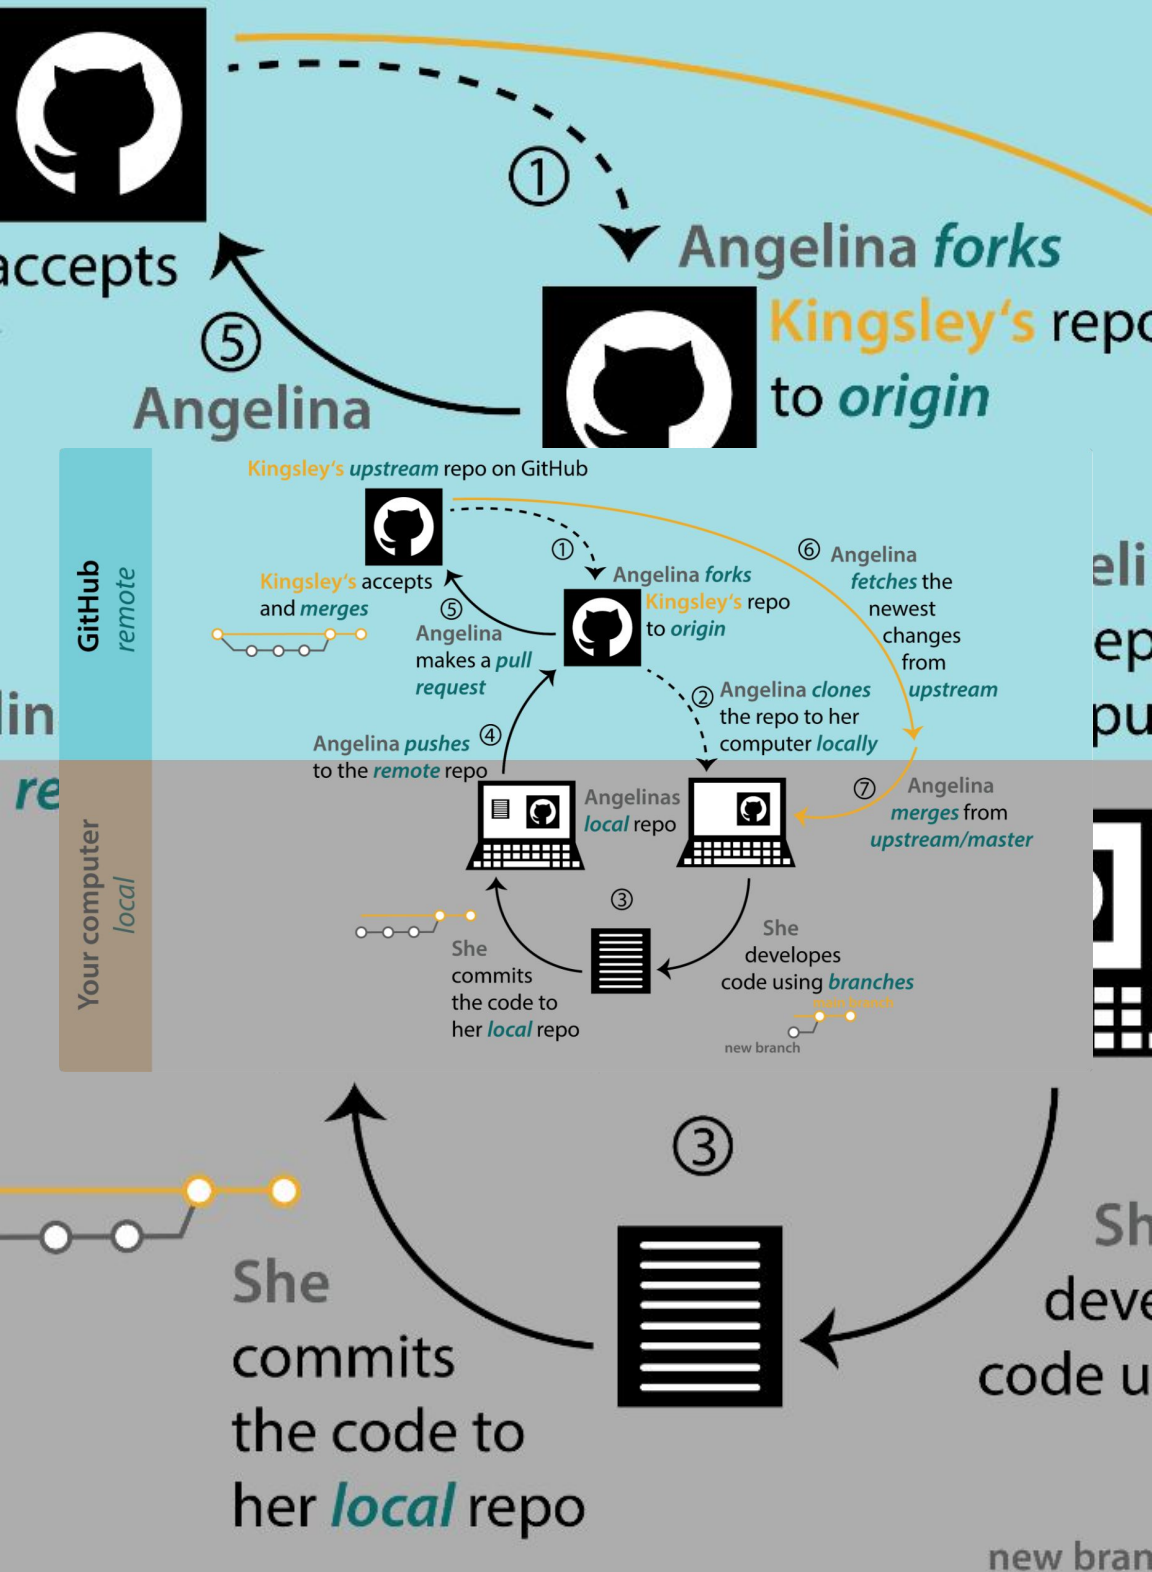 accepts
①
Angelina forks
Kingsley's repo
to origin
⑤
Angelina
Kingsley's upstream repo on GitHub
GitHub
remote
①
⑥ Angelina
fetches the
newest
changes
from
upstream
Angelina forks
Kingsley's repo
to origin
Kingsley's accepts
and merges
⑤
Angelina
makes a pull
request
② Angelina clones
the repo to her
computer locally
Angelina pushes ④
to the remote repo
Your computer
local
Angelinas
local repo
⑦ Angelina
merges from
upstream/master
③
She
commits
the code to
her local repo
She
developes
code using branches
main branch
new branch
③
She
commits
the code to
her local repo
code u
new bran